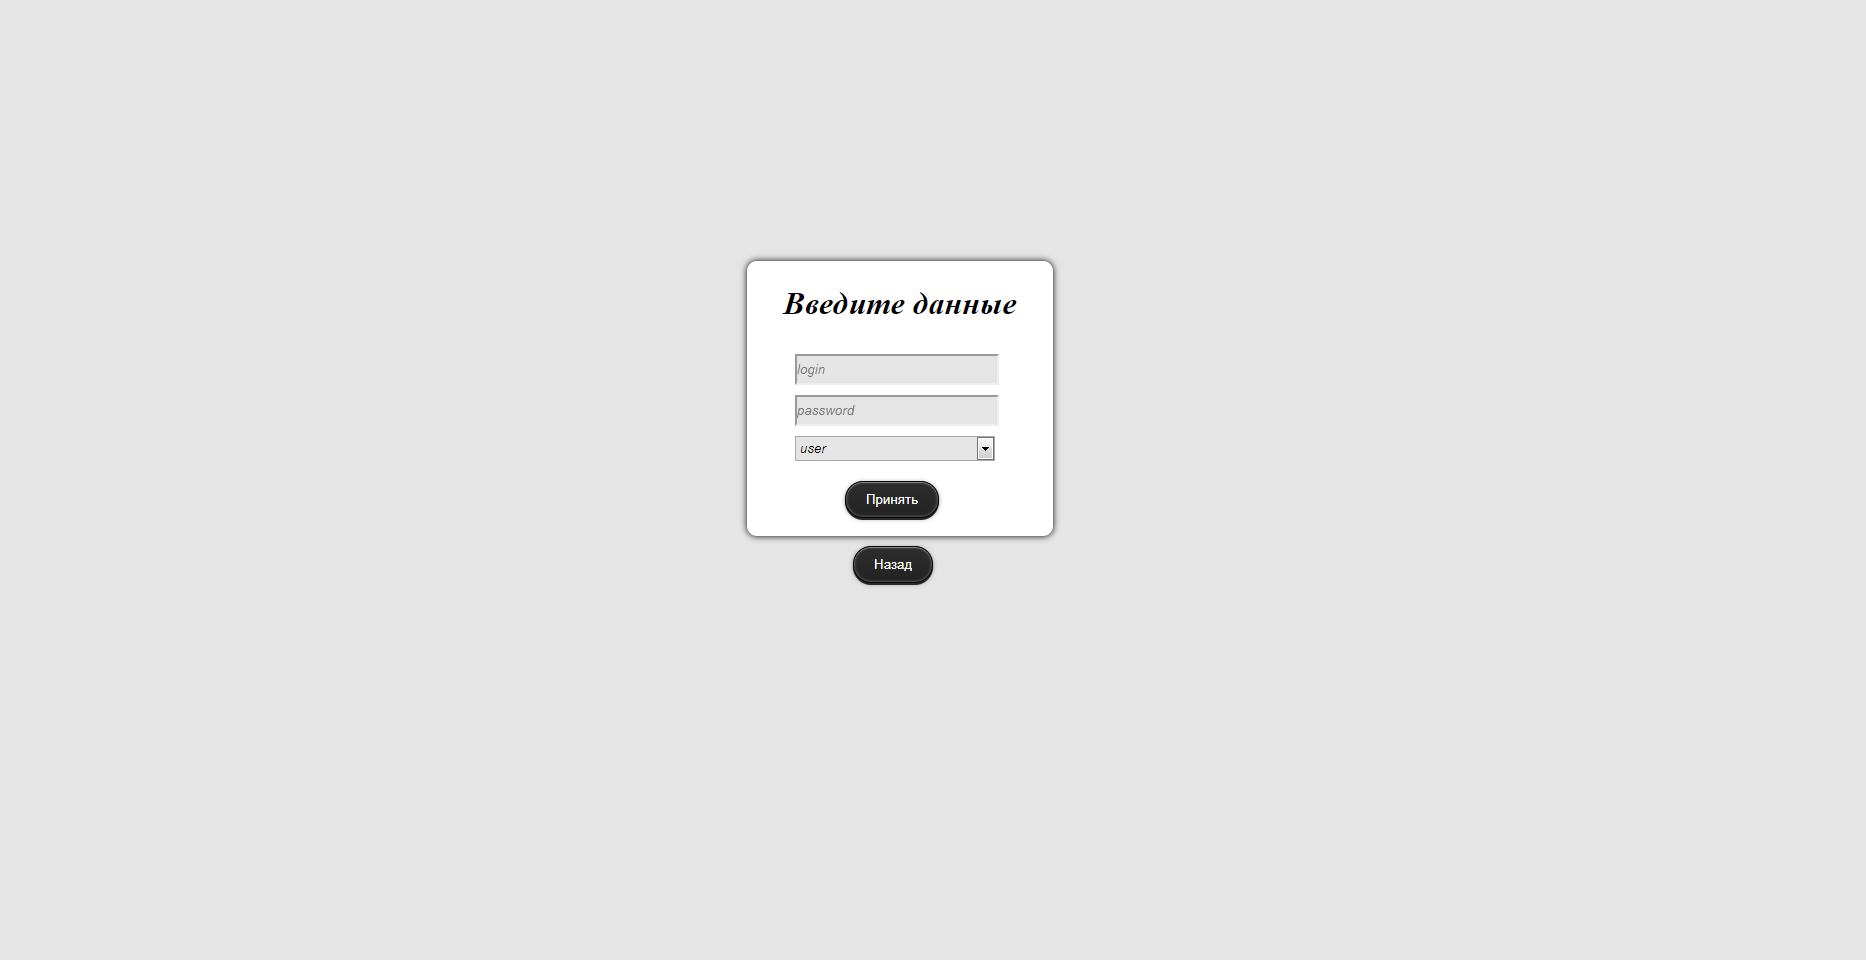 Введите данные
login
password
user
Принять
Назад